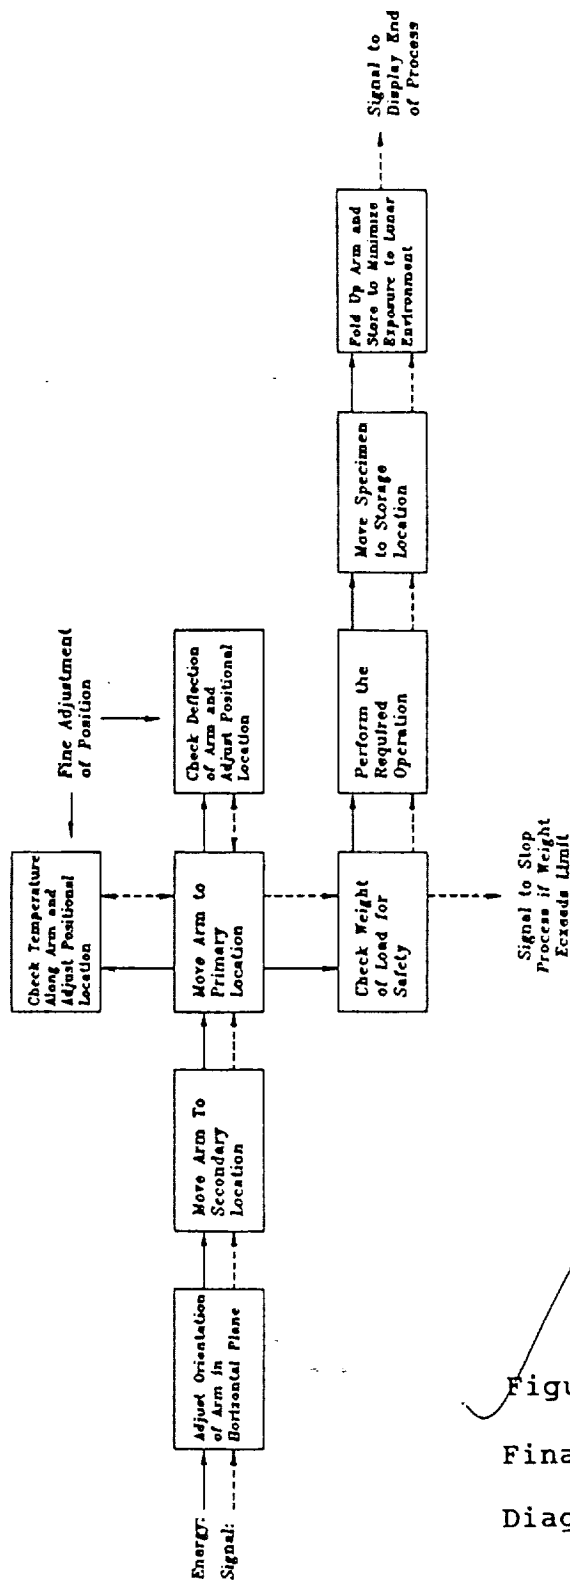 Energy:
Signal:
Adjust Orientation
of Arm in
Horizontal Plane
Move Arm To
Secondary
Location
Move Arm to
Primary
Location
Check Temperature
Along Arm and
Adjust Positional
Location
Fine Adjustment
of Position
Check Deflection
of Arm and
Adjust Positional
Location
Check Weight
of Load for
Safety
Signal to Stop
Process if Weight
Exceeds Limit
Perform the
Required
Operation
Move Specimen
to Storage
Location
Fold Up Arm and
Store to Minimize
Exposure to Lunar
Environment
Signal to
Display End
of Process
Figu
Fina
Diag